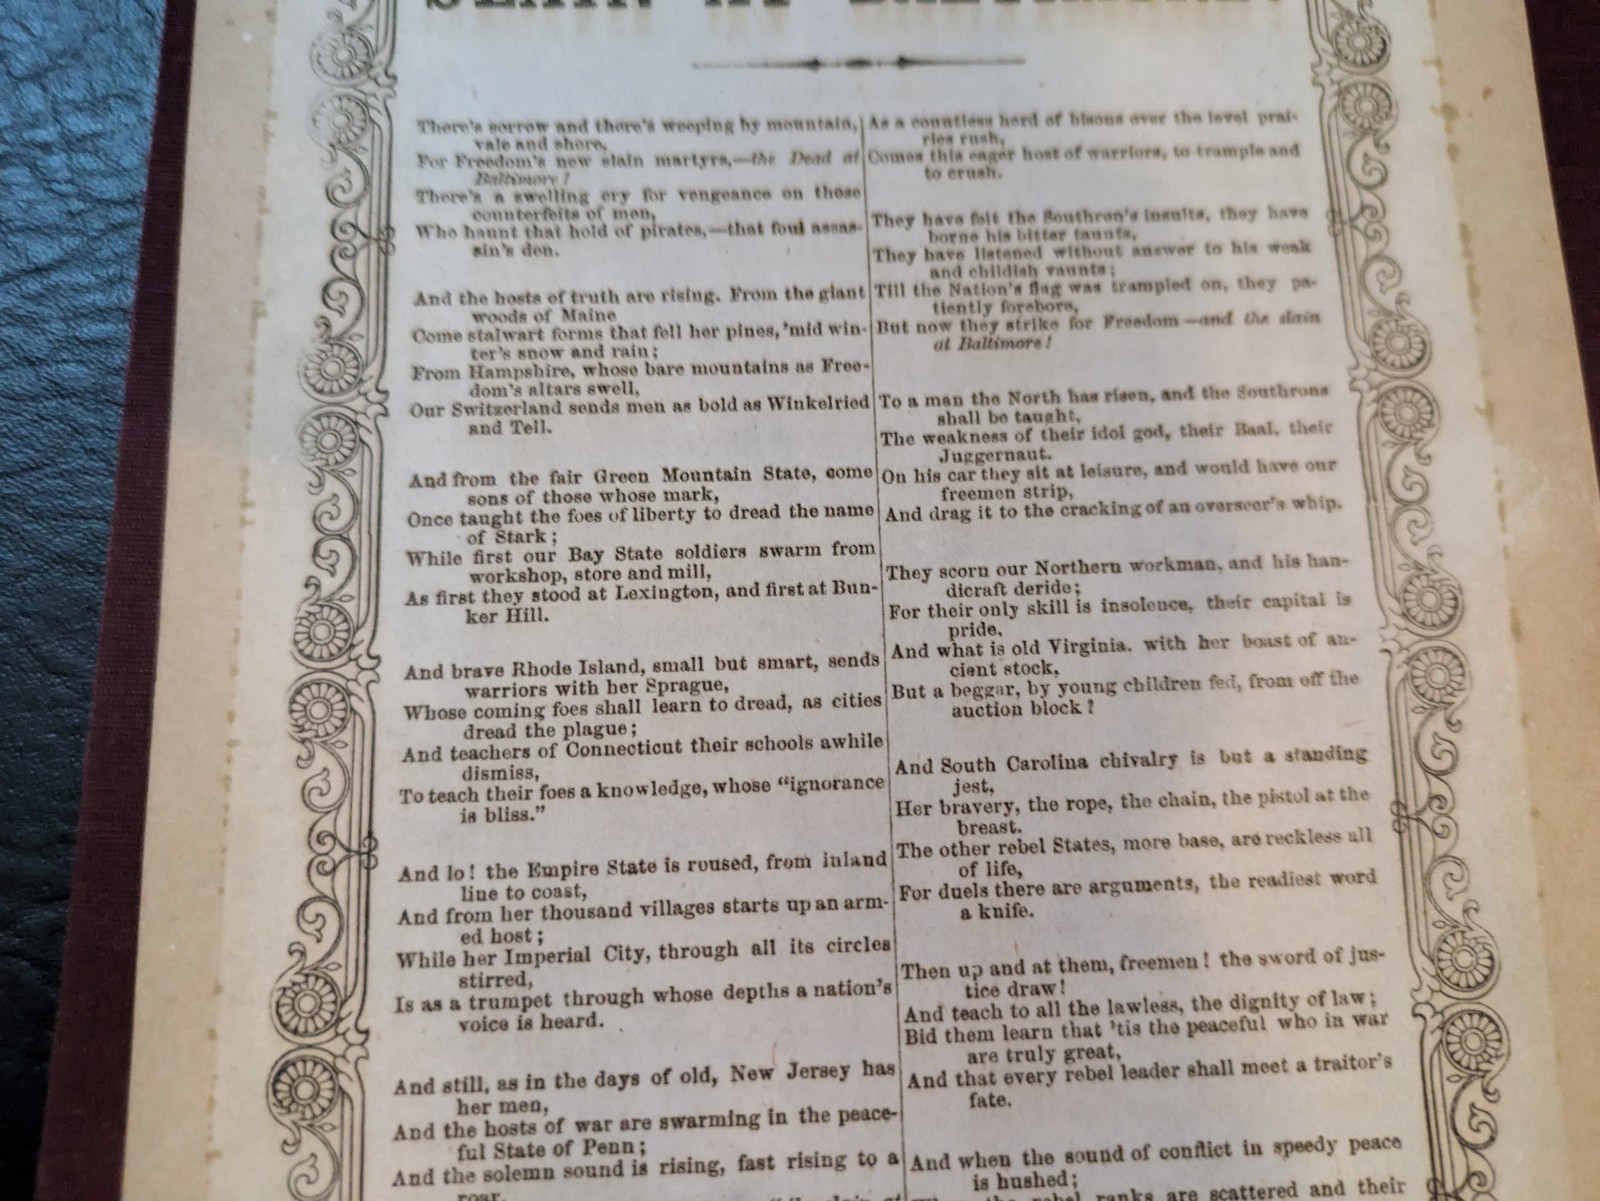 SLAIN AT BALTIMORE.
There's sorrow and there's weeping by mountain,
vale and shore,
For Freedom's new slain martyrs,—the Dead at
Baltimore!
There's a swelling cry for vengeance on those
counterfeits of men,
Who haunt that hold of pirates,—that foul assas-
sin's den.
And the hosts of truth are rising. From the giant
woods of Maine
Come stalwart forms that fell her pines, 'mid win-
ter's snow and rain;
From Hampshire, whose bare mountains as Free-
dom's altars swell,
Our Switzerland sends men as bold as Winkelried
and Tell.
And from the fair Green Mountain State, come
sons of those whose mark,
Once taught the foes of liberty to dread the name
of Stark;
While first our Bay State soldiers swarm from
workshop, store and mill,
As first they stood at Lexington, and first at Bun-
ker Hill.
And brave Rhode Island, small but smart, sends
warriors with her Sprague,
Whose coming foes shall learn to dread, as cities
dread the plague;
And teachers of Connecticut their schools awhile
dismiss,
To teach their foes a knowledge, whose "ignorance
is bliss."
And lo! the Empire State is roused, from inland
line to coast,
And from her thousand villages starts up an arm-
ed host;
While her Imperial City, through all its circles
stirred,
Is as a trumpet through whose depths a nation's
voice is heard.
And still, as in the days of old, New Jersey has
her men,
And the hosts of war are swarming in the peace-
ful State of Penn;
And the solemn sound is rising, fast rising to a
roar,
As a countless herd of bisons over the level prai-
ries rush,
Comes this eager host of warriors, to trample and
to crush.
They have felt the Southron's insults, they have
borne his bitter taunts,
They have listened without answer to his weak
and childish vaunts;
Till the Nation's flag was trampled on, they pa-
tiently forebore,
But now they strike for Freedom—and the slain
at Baltimore!
To a man the North has risen, and the Southrons
shall be taught,
The weakness of their idol god, their Baal, their
Juggernaut.
On his car they sit at leisure, and would have our
freemen strip,
And drag it to the cracking of an overseer's whip.
They scorn our Northern workman, and his han-
dicraft deride;
For their only skill is insolence, their capital is
pride.
And what is old Virginia. with her boast of an-
cient stock,
But a beggar, by young children fed, from off the
auction block?
And South Carolina chivalry is but a standing
jest,
Her bravery, the rope, the chain, the pistol at the
breast.
The other rebel States, more base, are reckless all
of life,
For duels there are arguments, the readiest word
a knife.
Then up and at them, freemen! the sword of jus-
tice draw!
And teach to all the lawless, the dignity of law;
Bid them learn that 'tis the peaceful who in war
are truly great,
And that every rebel leader shall meet a traitor's
fate.
And when the sound of conflict in speedy peace
is hushed;
rebel ranks are scattered and their